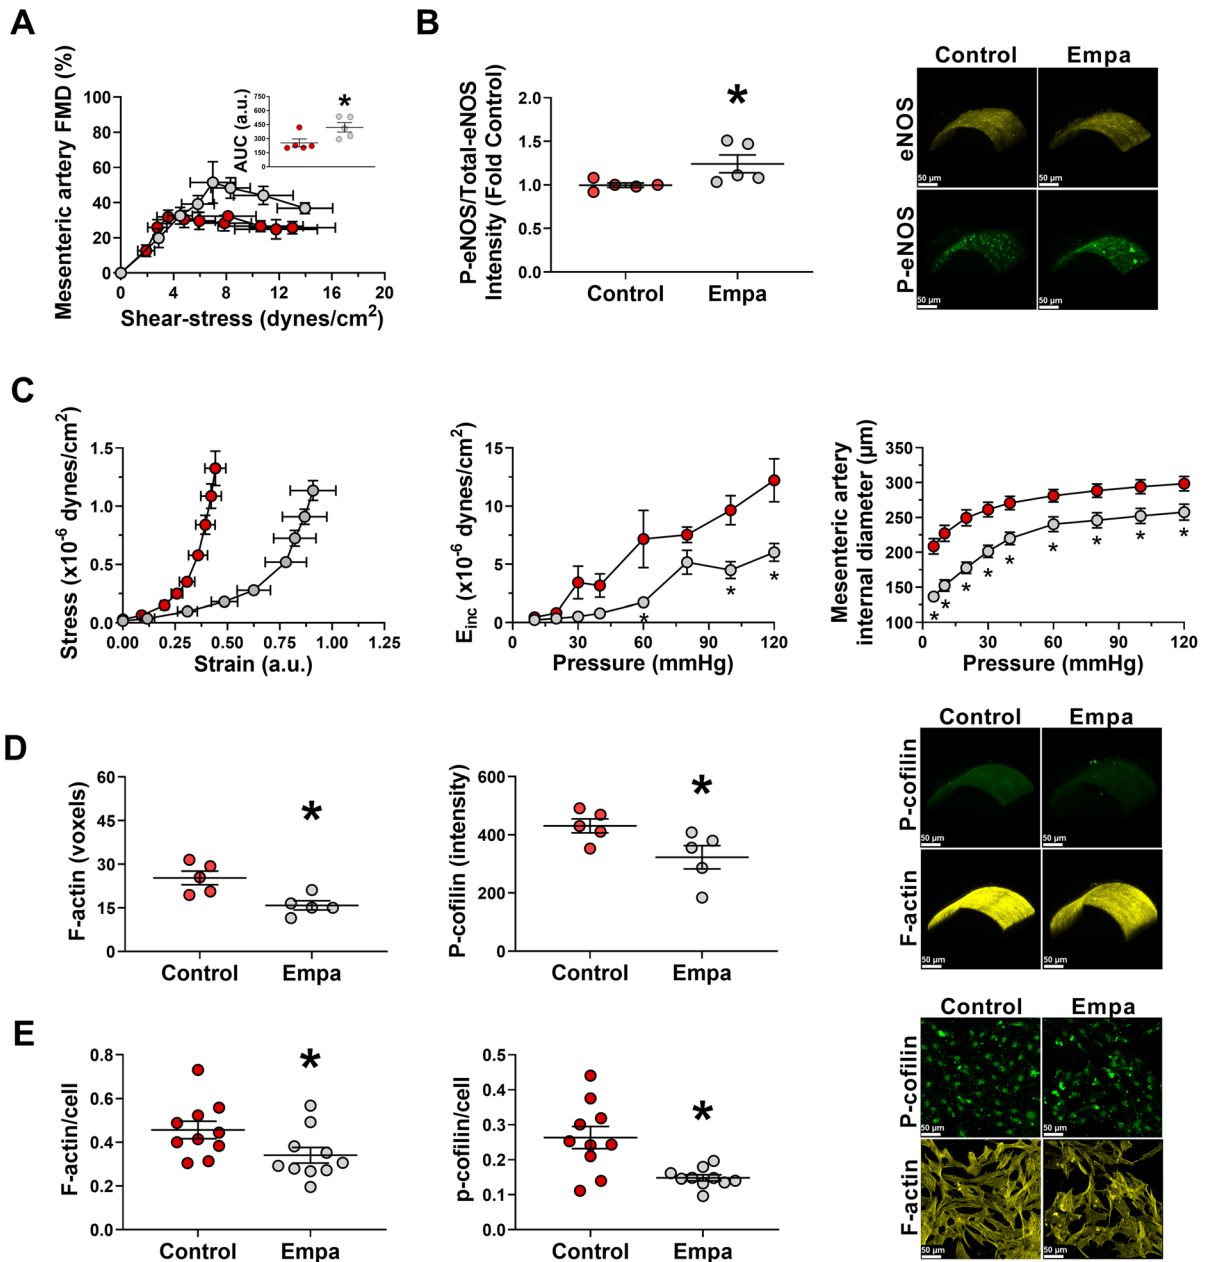 A
Mesenteric artery FMD (%)
100
80
60
40
20
0
0 4 8 12 16 20
Shear-stress (dynes/cm²)
AUC (a.u.)
750
600
450
300
150
0
*
B
P-eNOS/Total-eNOS
Intensity (Fold Control)
2.0
1.5
1.0
0.5
0.0
*
Control Empa
Control Empa
eNOS
50 µm 50 µm
P-eNOS
50 µm 50 µm
C
Stress (x10⁻⁶ dynes/cm²)
1.5
1.0
0.5
0.0
0.00 0.25 0.50 0.75 1.00 1.25
Strain (a.u.)
Einc (x10⁻⁶ dynes/cm²)
15
10
5
0
0 30 60 90 120
* * *
Pressure (mmHg)
Mesenteric artery
internal diameter (µm)
350
300
250
200
150
100
0 30 60 90 120
* * * * * * * * *
Pressure (mmHg)
D
F-actin (voxels)
60
45
30
15
0
*
Control Empa
P-cofilin (intensity)
600
400
200
0
*
Control Empa
Control Empa
P-cofilin
50 µm 50 µm
F-actin
50 µm 50 µm
E
F-actin/cell
0.8
0.6
0.4
0.2
0.0
*
Control Empa
p-cofilin/cell
0.5
0.4
0.3
0.2
0.1
0.0
*
Control Empa
Control Empa
P-cofilin
50 µm 50 µm
F-actin
50 µm 50 µm